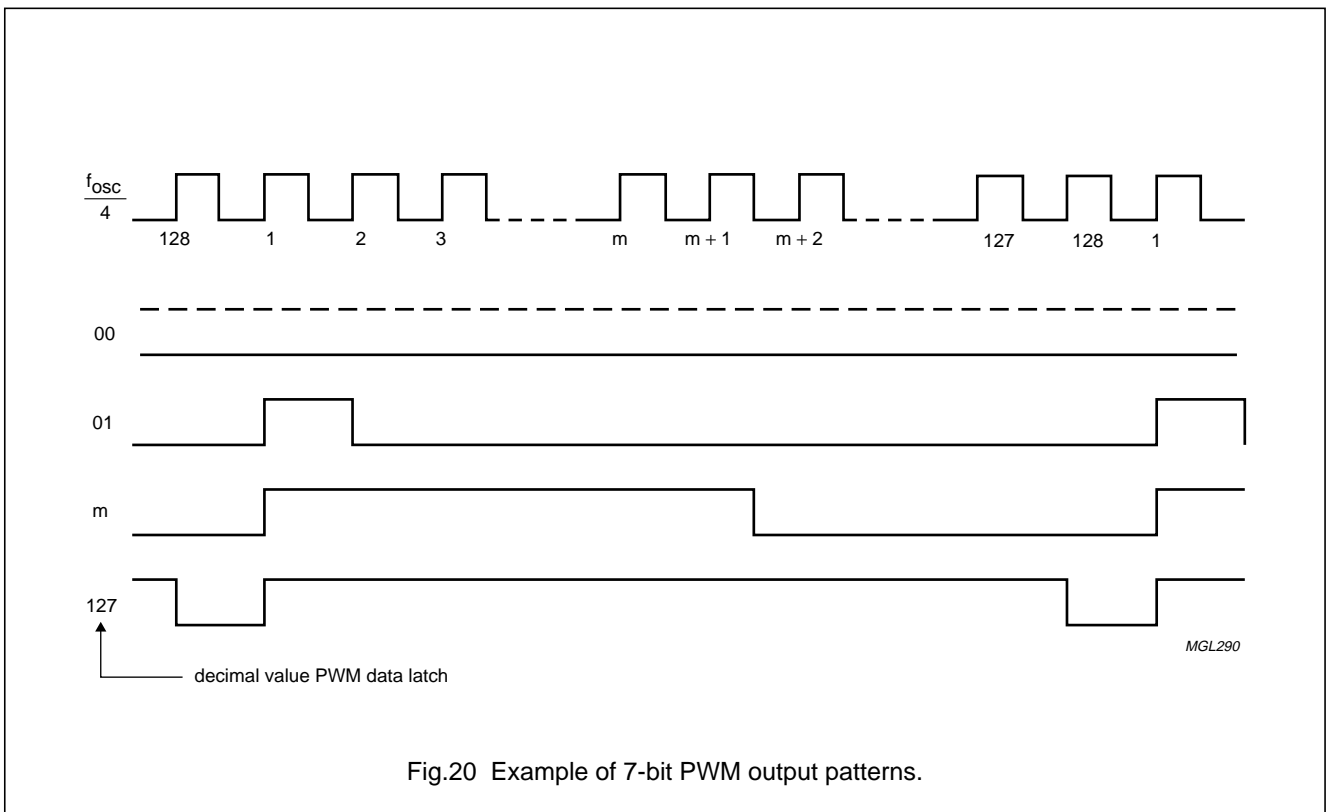 fosc
4
128 1 2 3 m m + 1 m + 2 127 128 1
00
01
m
127
MGL290
decimal value PWM data latch
Fig.20 Example of 7-bit PWM output patterns.